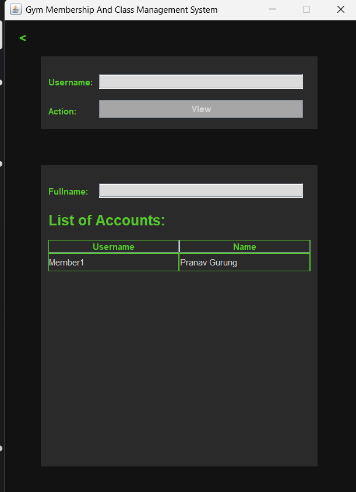 Gym Membership And Class Management System
<
Username:
Action: View
Fullname:
List of Accounts:
Username Name
Member1 Pranav Gurung